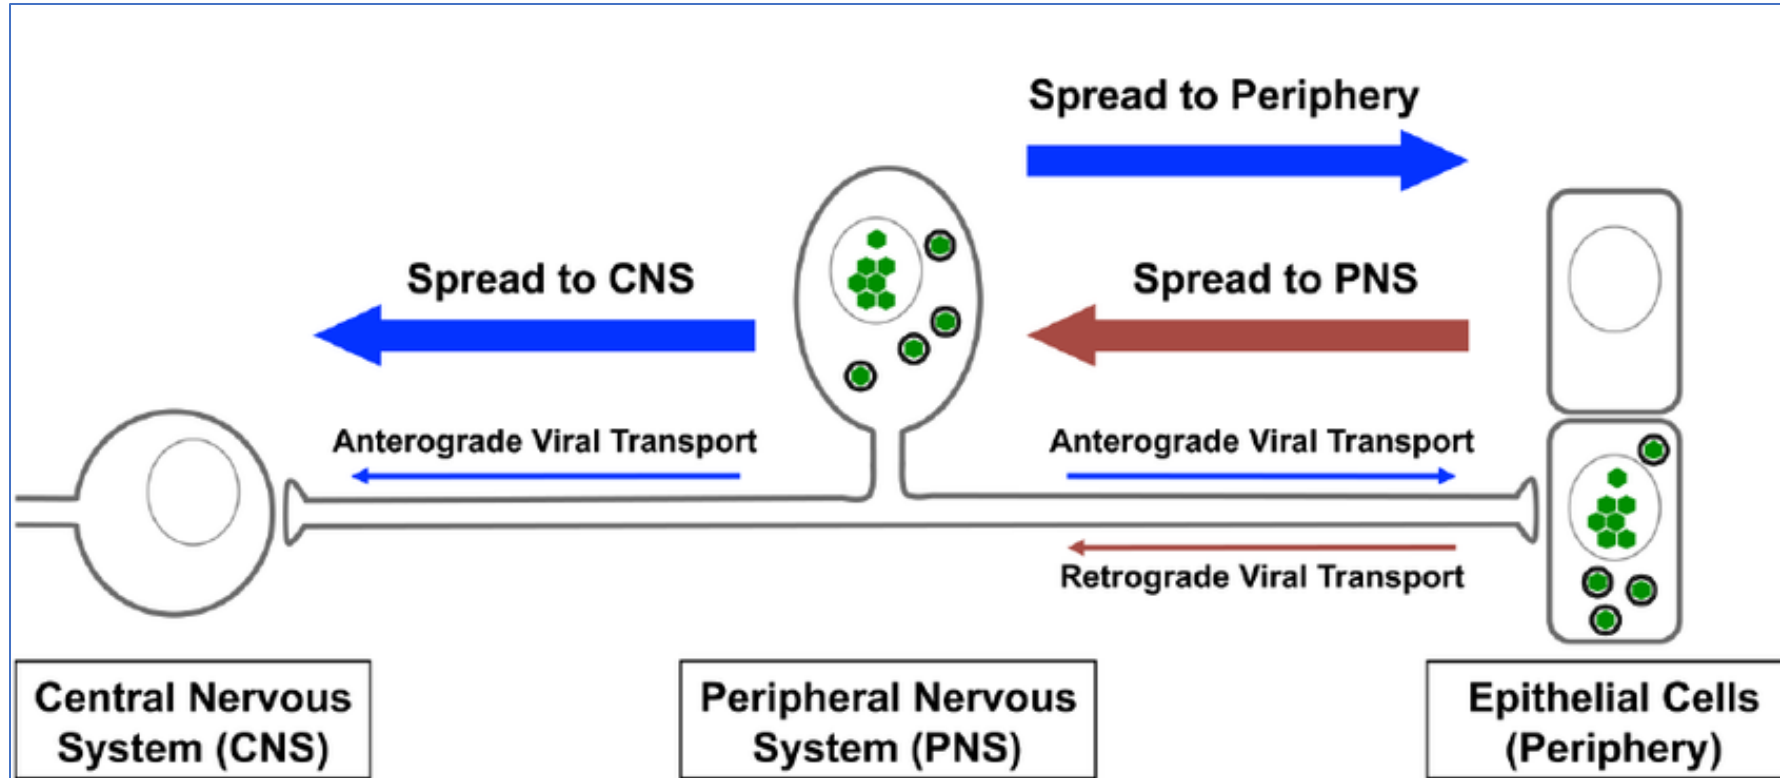 Spread to Periphery
Spread to CNS
Spread to PNS
Anterograde Viral Transport
Anterograde Viral Transport
Retrograde Viral Transport
Central Nervous
System (CNS)
Peripheral Nervous
System (PNS)
Epithelial Cells
(Periphery)